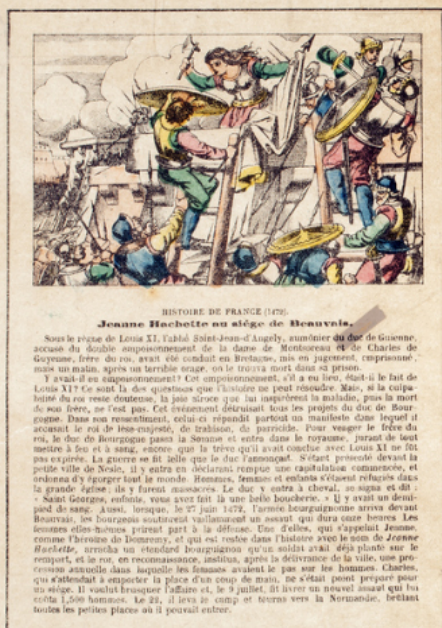 HISTOIRE DE FRANCE (1472).
Jeanne Hachette au siége de Beauvais.
Sous le règne de Louis XI, l'abbé Saint-Jean-d'Angely, aumônier du duc de Guienne,
accusé du double empoisonnement de la dame de Montsoreau et de Charles de
Guyenne, frère du roi, avait été conduit en Bretagne, mis en jugement, emprisonné,
mais un matin, après un terrible orage, on le trouva mort dans sa prison.
Y avait-il eu empoisonnement? Cet empoisonnement, s'il a eu lieu, était-il le fait de
Louis XI? Ce sont là des questions que l'histoire ne peut résoudre. Mais, si la culpa-
bilité du roi reste douteuse, la joie atroce que lui inspirèrent la maladie, puis la mort
de son frère, ne l'est pas. Cet événement détruisait tous les projets du duc de Bour-
gogne. Dans son ressentiment, celui-ci répandit partout un manifeste dans lequel il
accusait le roi de lèse-majesté, de trahison, de parricide. Pour venger le frère du
roi, le duc de Bourgogne passa la Somme et entra dans le royaume, jurant de tout
mettre à feu et à sang, encore que la trêve qu'il avait conclue avec Louis XI ne fût
pas expirée. La guerre se fit telle que le duc l'annonçait. S'étant présenté devant la
petite ville de Nesle, il y entra en déclarant rompue une capitulation commencée, et
ordonna d'y égorger tout le monde. Hommes, femmes et enfants s'étaient réfugiés dans
la grande église; ils y furent massacrés. Le duc y entra à cheval, se signa et dit :
« Saint Georges, enfants, vous avez fait là une belle boucherie. » Il y avait un demi-
pied de sang. Aussi, lorsque, le 27 juin 1472, l'armée bourguignonne arriva devant
Beauvais, les bourgeois soutinrent vaillamment un assaut qui dura onze heures. Les
femmes elles-mêmes prirent part à la défense. Une d'elles, qui s'appelait Jeanne,
comme l'héroïne de Domremy, et qui est restée dans l'histoire avec le nom de Jeanne
Hachette, arracha un étendard bourguignon qu'un soldat avait déjà planté sur le
rempart, et le roi, en reconnaissance, institua, après la délivrance de la ville, une pro-
cession annuelle dans laquelle les femmes avaient le pas sur les hommes. Charles,
qui s'attendait à emporter la place d'un coup de main, ne s'était point préparé pour
un siége. Il voulut brusquer l'affaire et, le 9 juillet, fit livrer un nouvel assaut qui lui
coûta 1,500 hommes. Le 22, il leva le camp et tourna vers la Normandie, brûlant
toutes les petites places où il pouvait entrer.